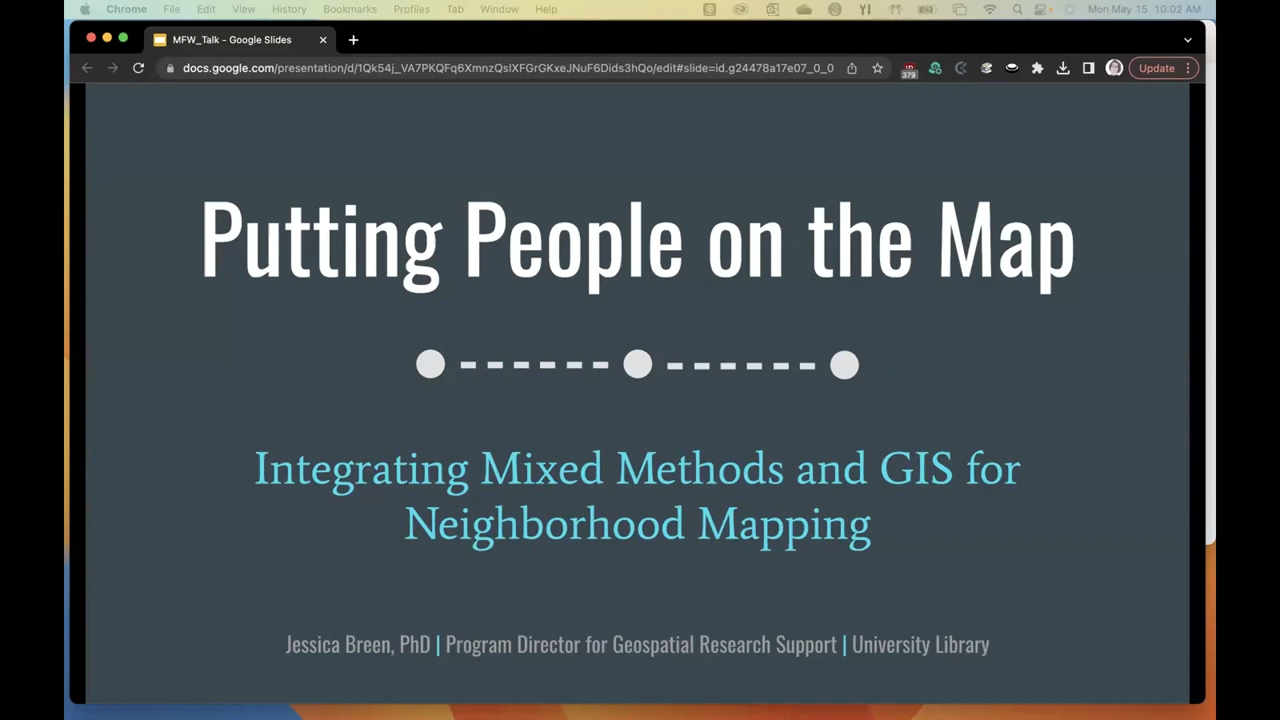 Chrome File Edit View History Bookmarks Profiles Tab Window Help Mon May 15 10:02 AM
MFW_Talk - Google Slides
docs.google.com/presentation/d/1Qk54j_VA7PKQFq6XmnzQslXFGrGKxeJNuF6Dids3hQo/edit#slide=id.g24478a17e07_0_0 379 Update
Putting People on the Map
Integrating Mixed Methods and GIS for
Neighborhood Mapping
Jessica Breen, PhD | Program Director for Geospatial Research Support | University Library